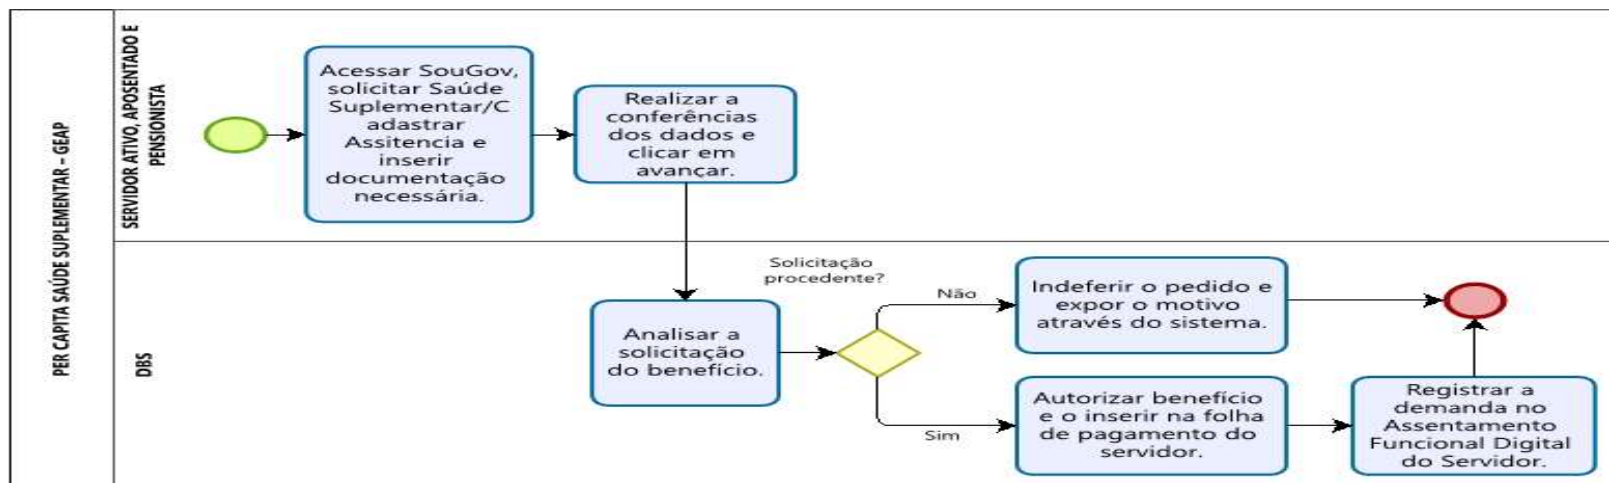 PER CAPITA SAÚDE SUPLEMENTAR - GEAP
SERVIDOR ATIVO, APOSENTADO E
PENSIONISTA
Acessar SouGov,
solicitar Saúde
Suplementar/C
adastrar
Assitencia e
inserir
documentação
necessária.
Realizar a
conferências
dos dados e
clicar em
avançar.
DBS
Analisar a
solicitação
do benefício.
Solicitação
procedente?
Não
Indeferir o pedido e
expor o motivo
através do sistema.
Sim
Autorizar benefício
e o inserir na folha
de pagamento do
servidor.
Registrar a
demanda no
Assentamento
Funcional Digital
do Servidor.